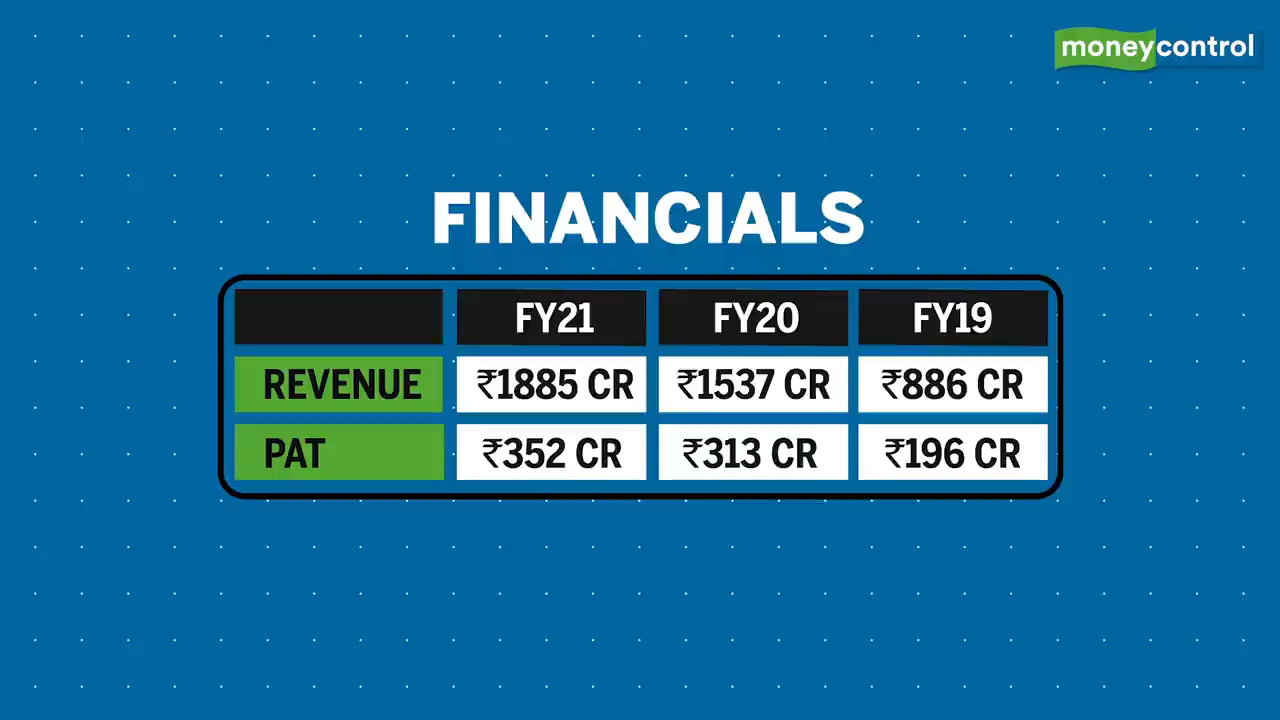 moneycontrol
FINANCIALS
FY21 FY20 FY19
REVENUE ₹1885 CR ₹1537 CR ₹886 CR
PAT ₹352 CR ₹313 CR ₹196 CR